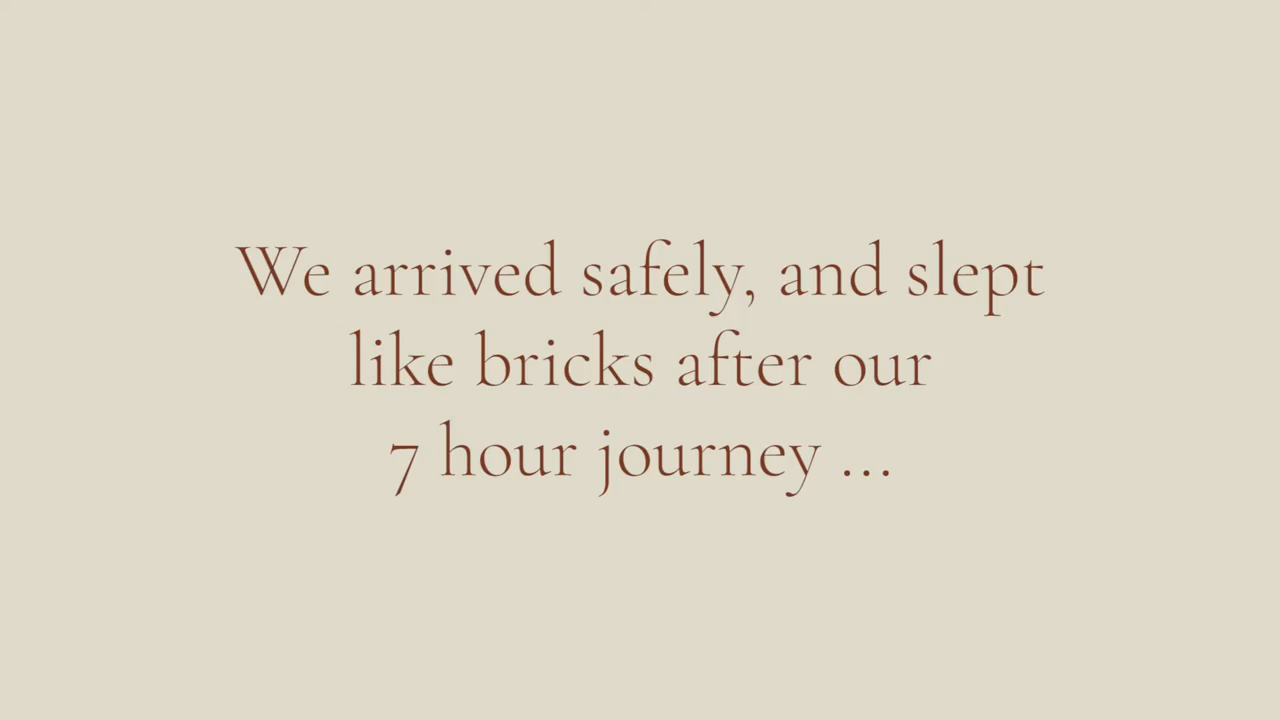 We arrived safely, and slept
like bricks after our
7 hour journey ...